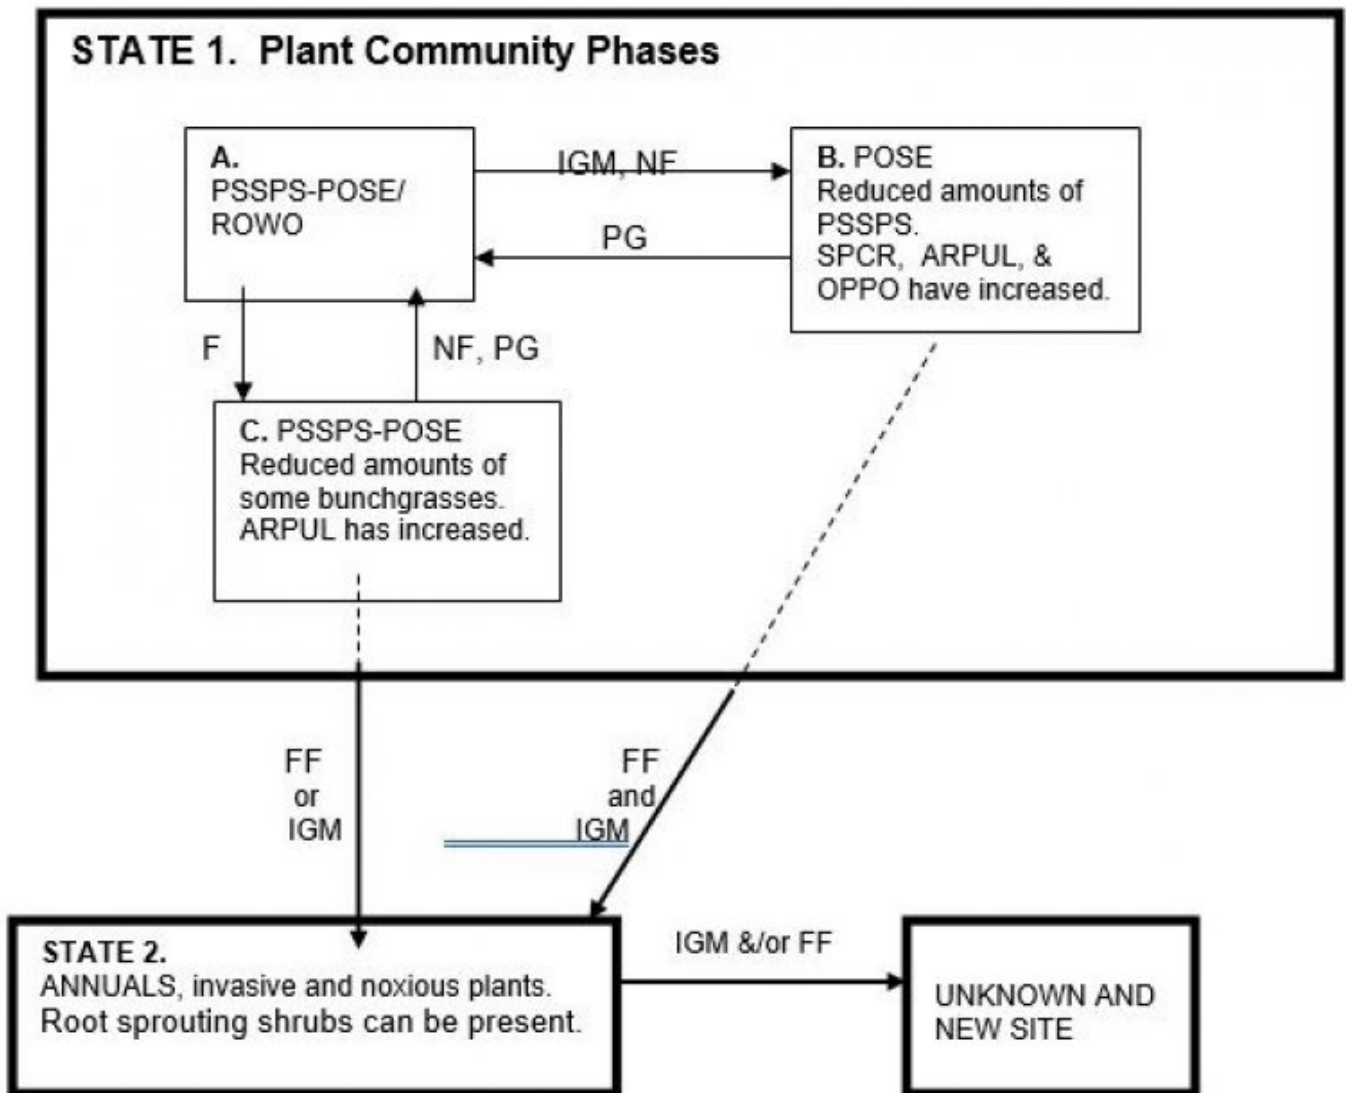 STATE 1. Plant Community Phases
A.
PSSPS-POSE/
ROWO
IGM, NF
PG
B. POSE
Reduced amounts of
PSSPS.
SPCR, ARPUL, &
OPPO have increased.
F
NF, PG
C. PSSPS-POSE
Reduced amounts of
some bunchgrasses.
ARPUL has increased.
FF
or
IGM
FF
and
IGM
STATE 2.
ANNUALS, invasive and noxious plants.
Root sprouting shrubs can be present.
IGM &/or FF
UNKNOWN AND
NEW SITE